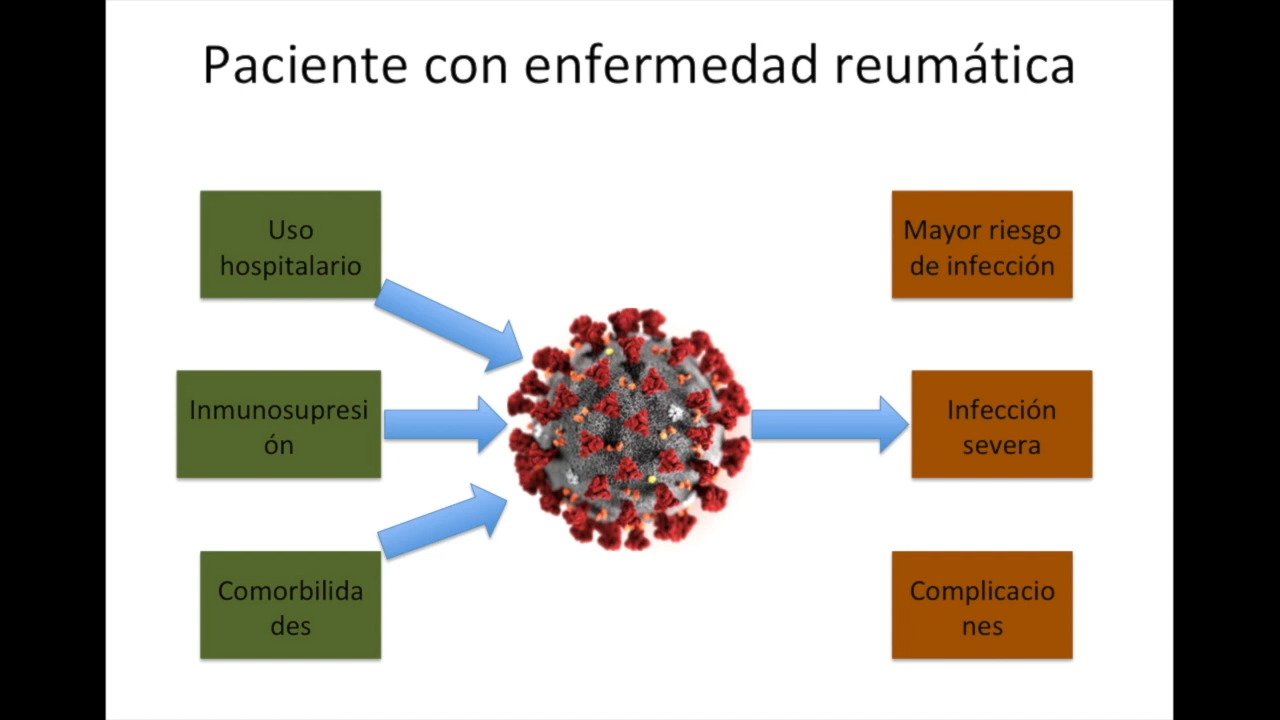 Paciente con enfermedad reumática
Uso
hospitalario
Inmunosupresi
ón
Comorbilida
des
Mayor riesgo
de infección
Infección
severa
Complicacio
nes